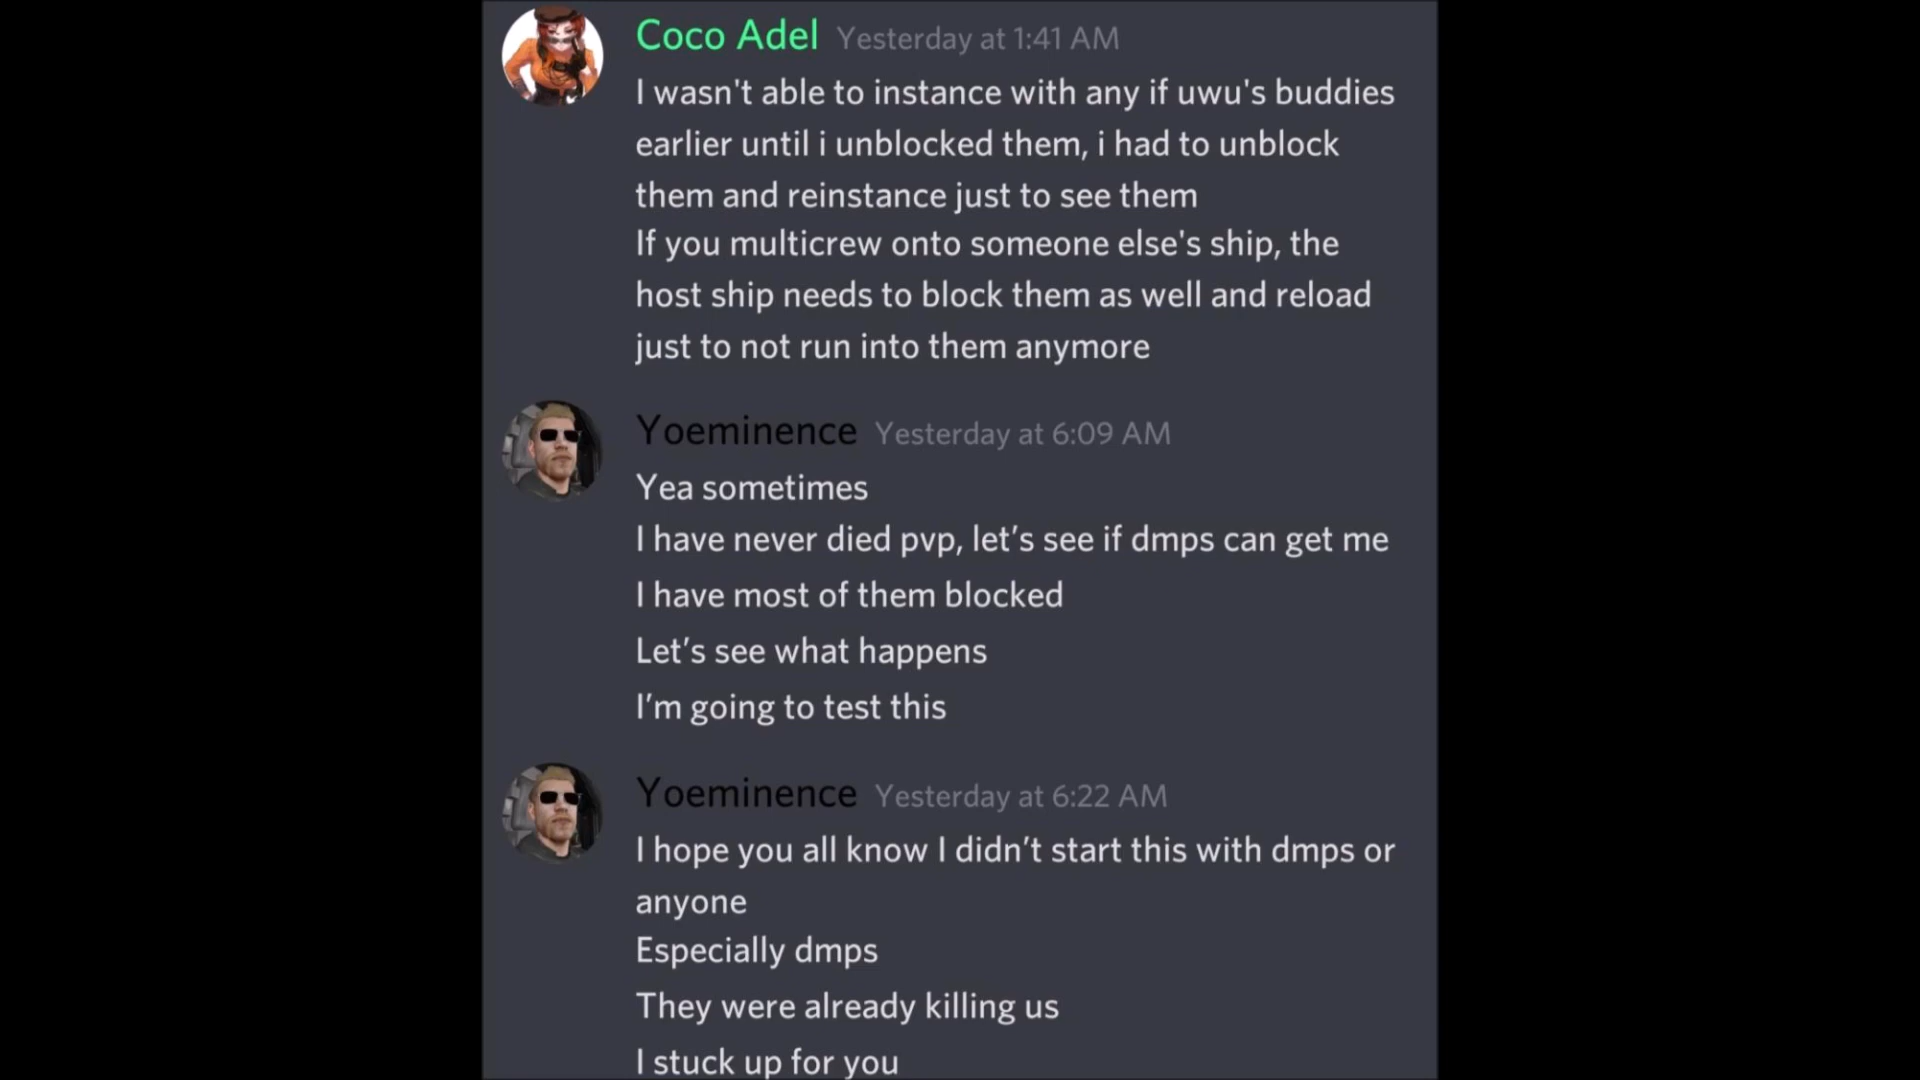 Coco Adel Yesterday at 1:41 AM
I wasn't able to instance with any if uwu's buddies
earlier until i unblocked them, i had to unblock
them and reinstance just to see them
If you multicrew onto someone else's ship, the
host ship needs to block them as well and reload
just to not run into them anymore
Yoeminence Yesterday at 6:09 AM
Yea sometimes
I have never died pvp, let’s see if dmps can get me
I have most of them blocked
Let’s see what happens
I’m going to test this
Yoeminence Yesterday at 6:22 AM
I hope you all know I didn’t start this with dmps or
anyone
Especially dmps
They were already killing us
I stuck up for you